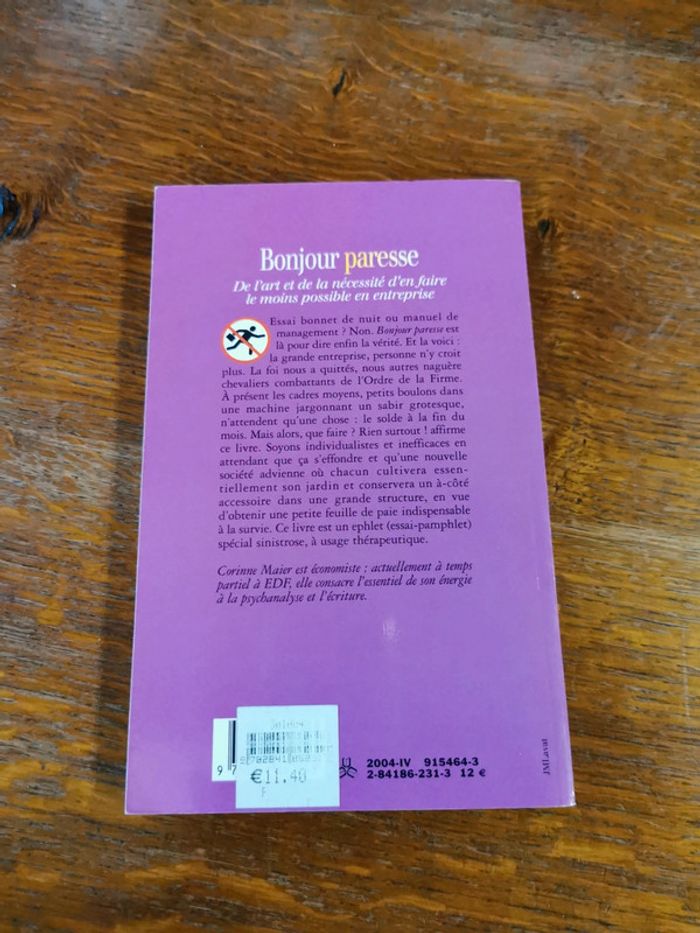 Bonjour paresse
De l'art et de la nécessité d'en faire
le moins possible en entreprise
Essai bonnet de nuit ou manuel de
management ? Non. Bonjour paresse est
là pour dire enfin la vérité. Et la voici :
la grande entreprise, personne n'y croit
plus. La foi nous a quittés, nous autres naguère
chevaliers combattants de l'Ordre de la Firme.
À présent les cadres moyens, petits boulons dans
une machine jargonnant un sabir grotesque,
n'attendent qu'une chose : le solde à la fin du
mois. Mais alors, que faire ? Rien surtout ! affirme
ce livre. Soyons individualistes et inefficaces en
attendant que ça s'effondre et qu'une nouvelle
société advienne où chacun cultivera essen-
tiellement son jardin et conservera un à-côté
accessoire dans une grande structure, en vue
d'obtenir une petite feuille de paie indispensable
à la survie. Ce livre est un ephlet (essai-pamphlet)
spécial sinistrose, à usage thérapeutique.
Corinne Maier est économiste ; actuellement à temps
partiel à EDF, elle consacre l'essentiel de son énergie
à la psychanalyse et l'écriture.
€11.40
2004-IV 915464-3
2-84186-231-3 12 €
JMLavat